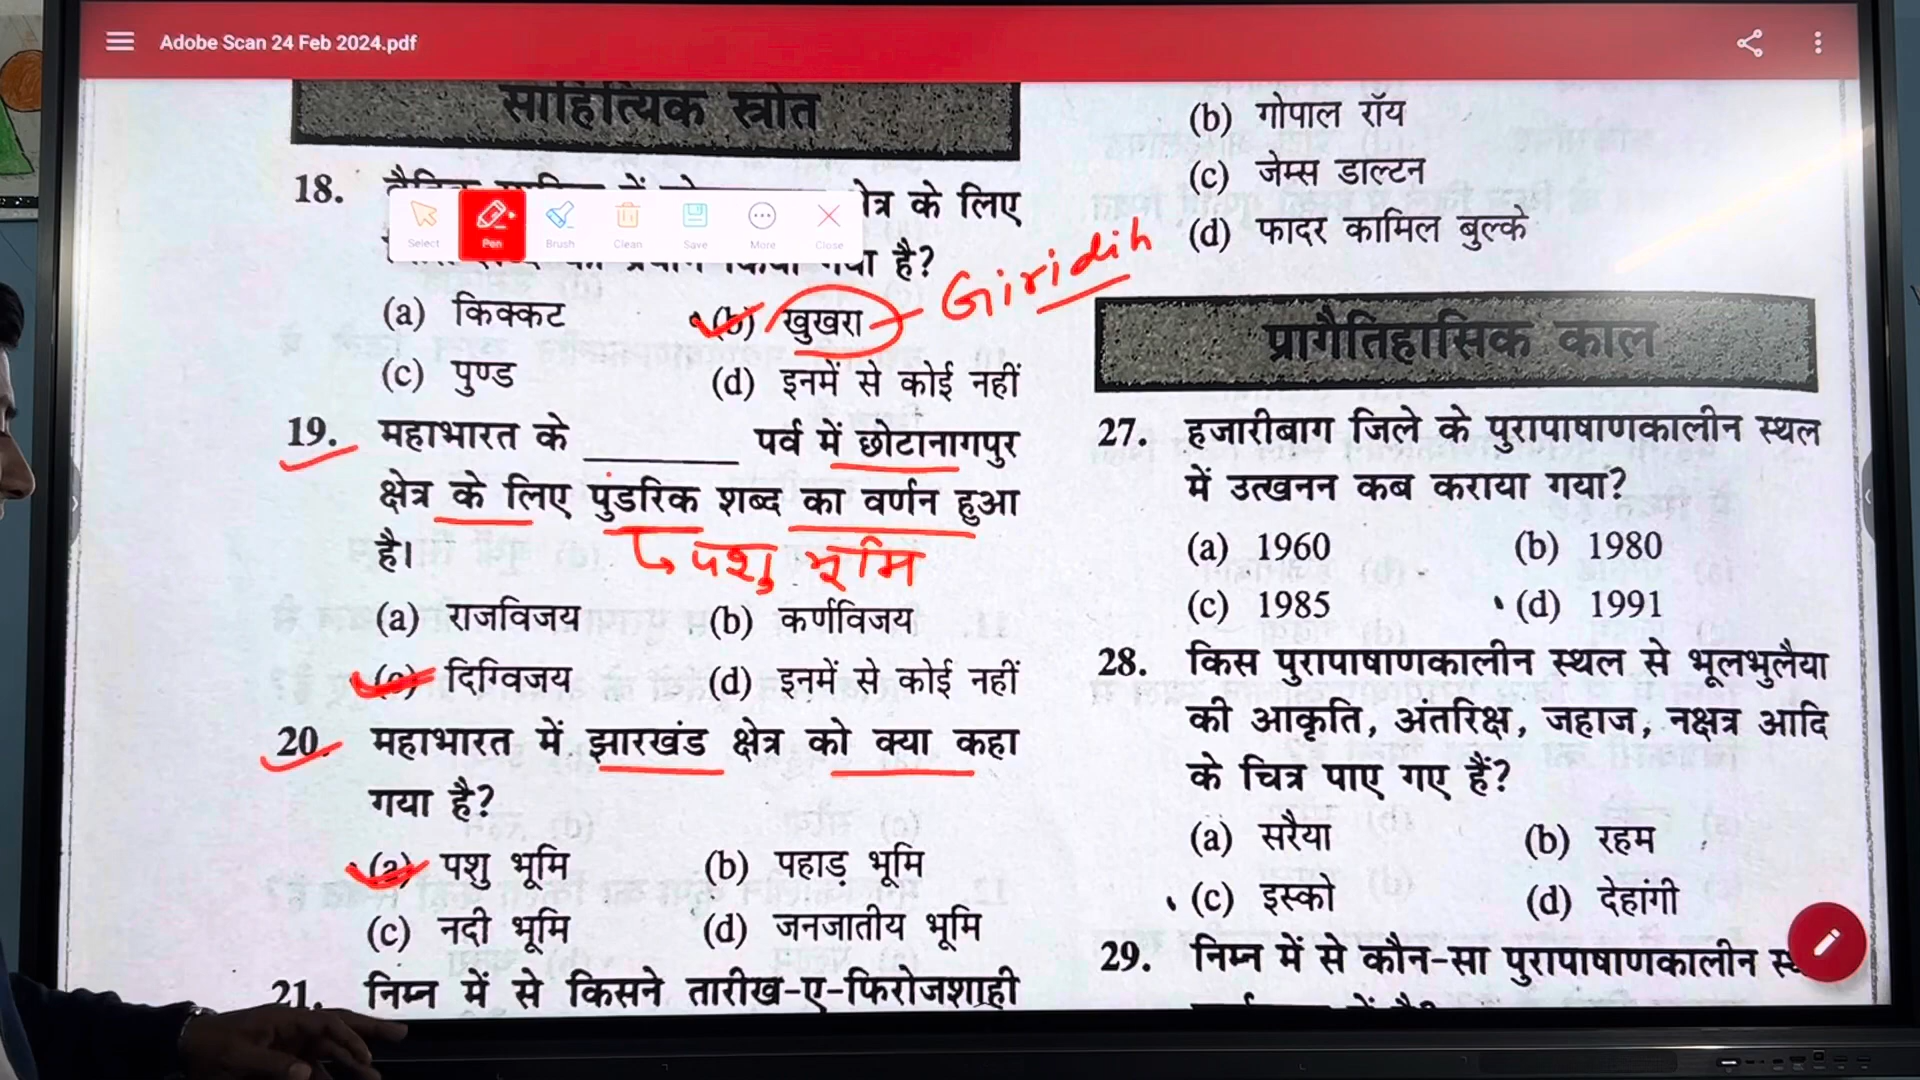 Adobe Scan 24 Feb 2024.pdf
साहित्यिक स्रोत
18.
क्षेत्र के लिए
Select Pen Brush Clean Save More Close
गया है?
(a) किक्कट (b) खुखरा
Giridih
(c) पुण्ड (d) इनमें से कोई नहीं
19. महाभारत के ________ पर्व में छोटानागपुर
क्षेत्र के लिए पुंडरिक शब्द का वर्णन हुआ
है।
पशु भूमि
(a) राजविजय (b) कर्णविजय
(c) दिग्विजय (d) इनमें से कोई नहीं
20. महाभारत में झारखंड क्षेत्र को क्या कहा
गया है?
(a) पशु भूमि (b) पहाड़ भूमि
(c) नदी भूमि (d) जनजातीय भूमि
21. निम्न में से किसने तारीख-ए-फिरोजशाही
(b) गोपाल रॉय
(c) जेम्स डाल्टन
(d) फादर कामिल बुल्के
प्रागैतिहासिक काल
27. हजारीबाग जिले के पुरापाषाणकालीन स्थल
में उत्खनन कब कराया गया?
(a) 1960 (b) 1980
(c) 1985 (d) 1991
28. किस पुरापाषाणकालीन स्थल से भूलभुलैया
की आकृति, अंतरिक्ष, जहाज, नक्षत्र आदि
के चित्र पाए गए हैं?
(a) सरैया (b) रहम
(c) इस्को (d) देहांगी
29. निम्न में से कौन-सा पुरापाषाणकालीन